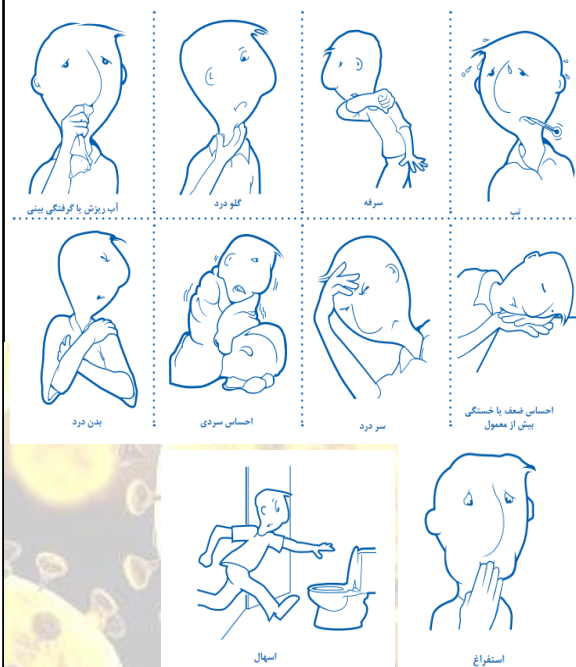 تب
سرفه
گلو درد
آب ریزش یا گرفتگی بینی
احساس ضعف یا خستگی
بیش از معمول
سر درد
احساس سردی
بدن درد
اسهال
استفراغ